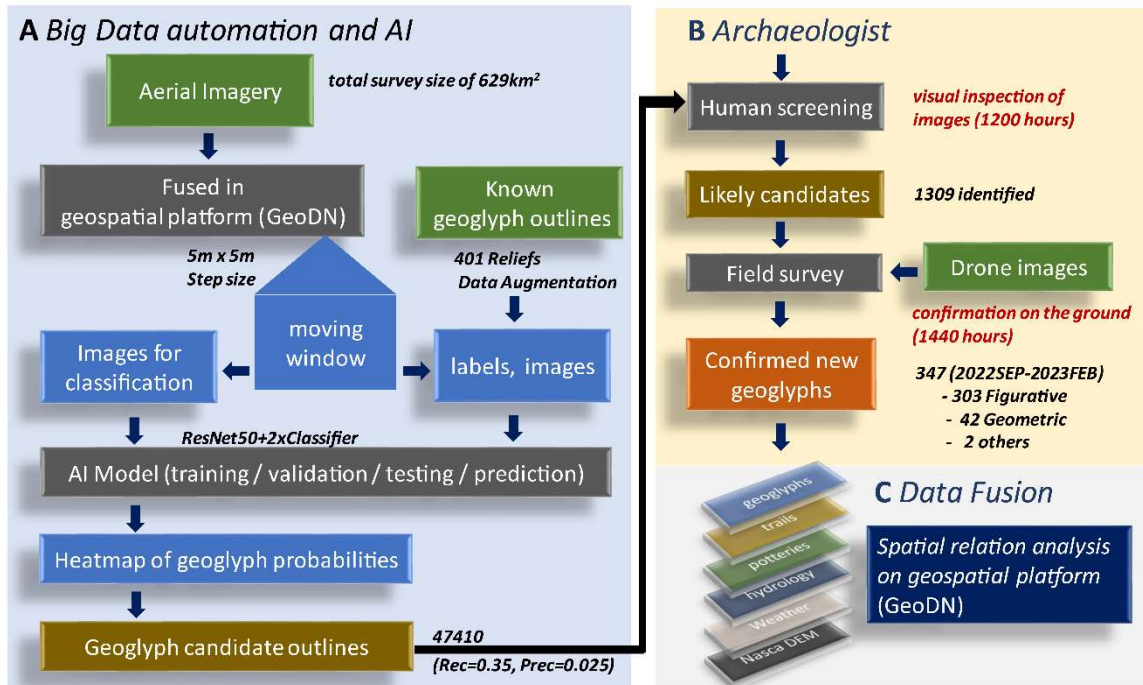 A Big Data automation and AI
Aerial Imagery
total survey size of 629km²
Fused in
geospatial platform (GeoDN)
Known
geoglyph outlines
5m x 5m
Step size
401 Reliefs
Data Augmentation
moving
window
Images for
classification
labels, images
ResNet50+2xClassifier
AI Model (training / validation / testing / prediction)
Heatmap of geoglyph probabilities
Geoglyph candidate outlines
47410
(Rec=0.35, Prec=0.025)
B Archaeologist
Human screening
visual inspection of
images (1200 hours)
Likely candidates
1309 identified
Field survey
Drone images
confirmation on the ground
(1440 hours)
Confirmed new
geoglyphs
347 (2022SEP-2023FEB)
- 303 Figurative
- 42 Geometric
- 2 others
C Data Fusion
geoglyphs
trails
potteries
hydrology
Weather
Nasca DEM
Spatial relation analysis
on geospatial platform
(GeoDN)